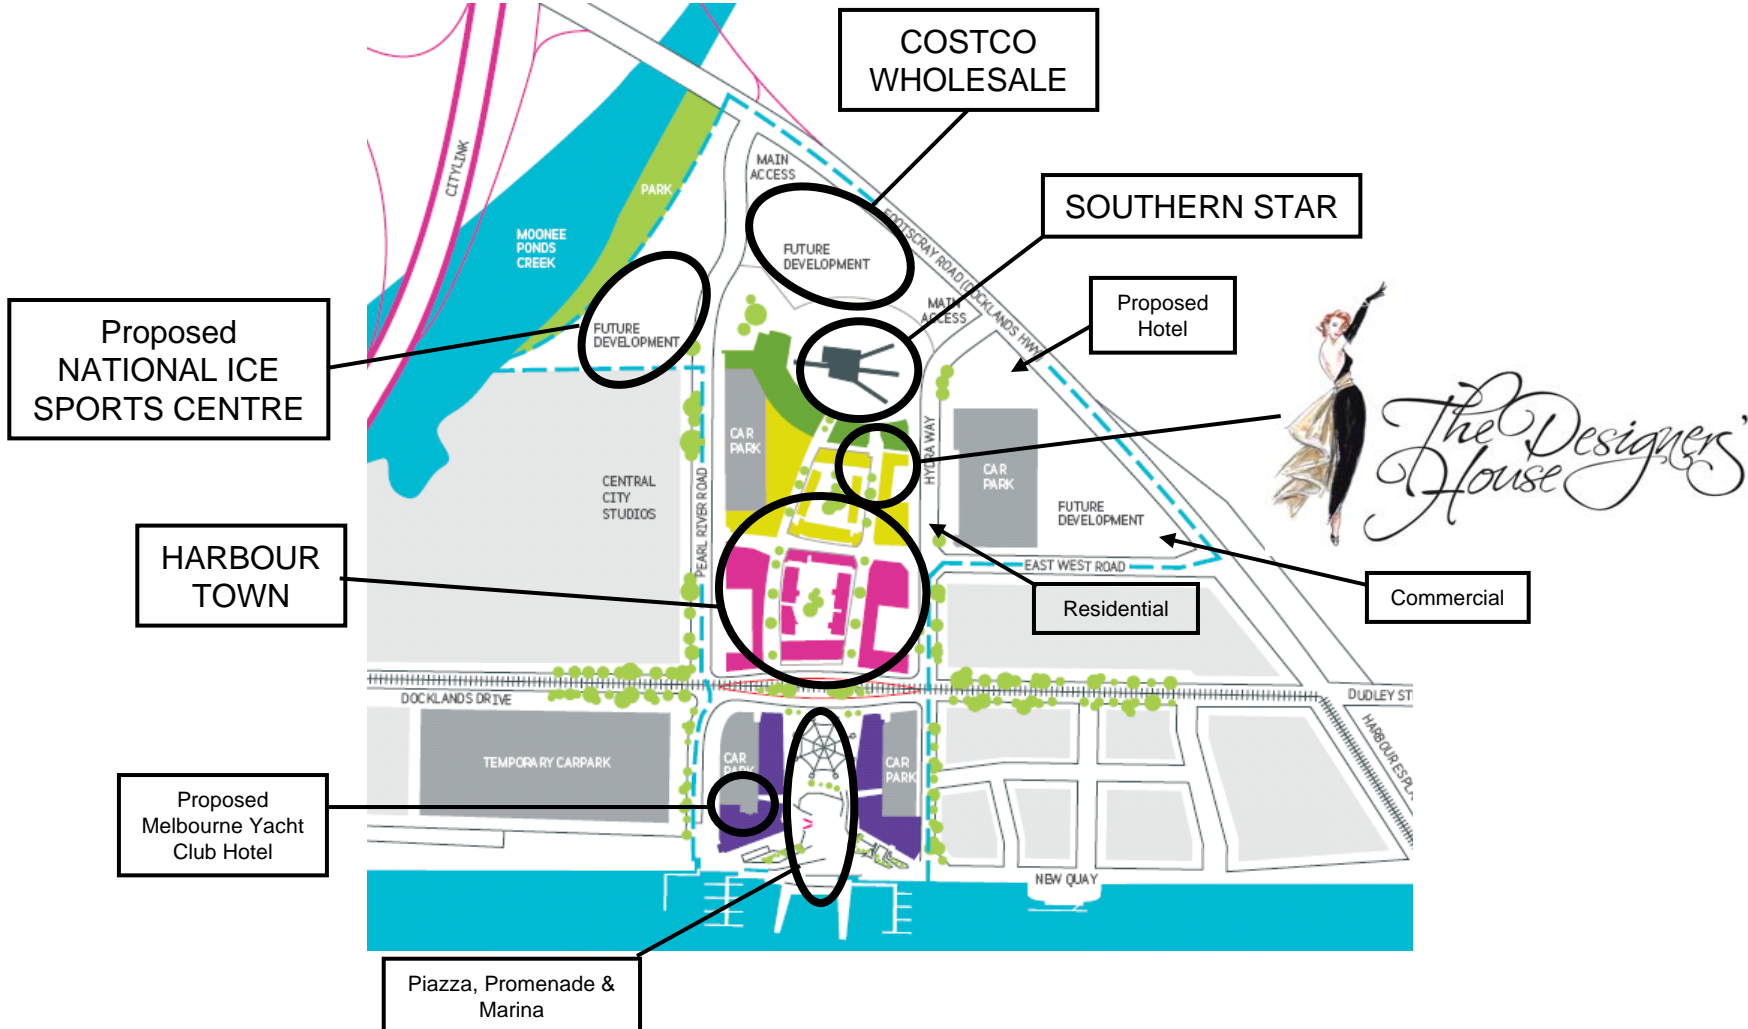 COSTCO
WHOLESALE
SOUTHERN STAR
Proposed
Hotel
The Designers'
House
Proposed
NATIONAL ICE
SPORTS CENTRE
HARBOUR
TOWN
Residential
Commercial
Proposed
Melbourne Yacht
Club Hotel
Piazza, Promenade &
Marina
CITYLINK
PARK
MOONEE
PONDS
CREEK
MAIN
ACCESS
FUTURE
DEVELOPMENT
FOOTSCRAY ROAD (DOCKLANDS HWY)
MAIN
ACCESS
FUTURE
DEVELOPMENT
CAR
PARK
HYDRA WAY
CAR
PARK
CENTRAL
CITY
STUDIOS
PEARL RIVER ROAD
FUTURE
DEVELOPMENT
EAST WEST ROAD
DOCKLANDS DRIVE
DUDLEY ST
TEMPORARY CARPARK
CAR
PARK
CAR
PARK
NEW QUAY